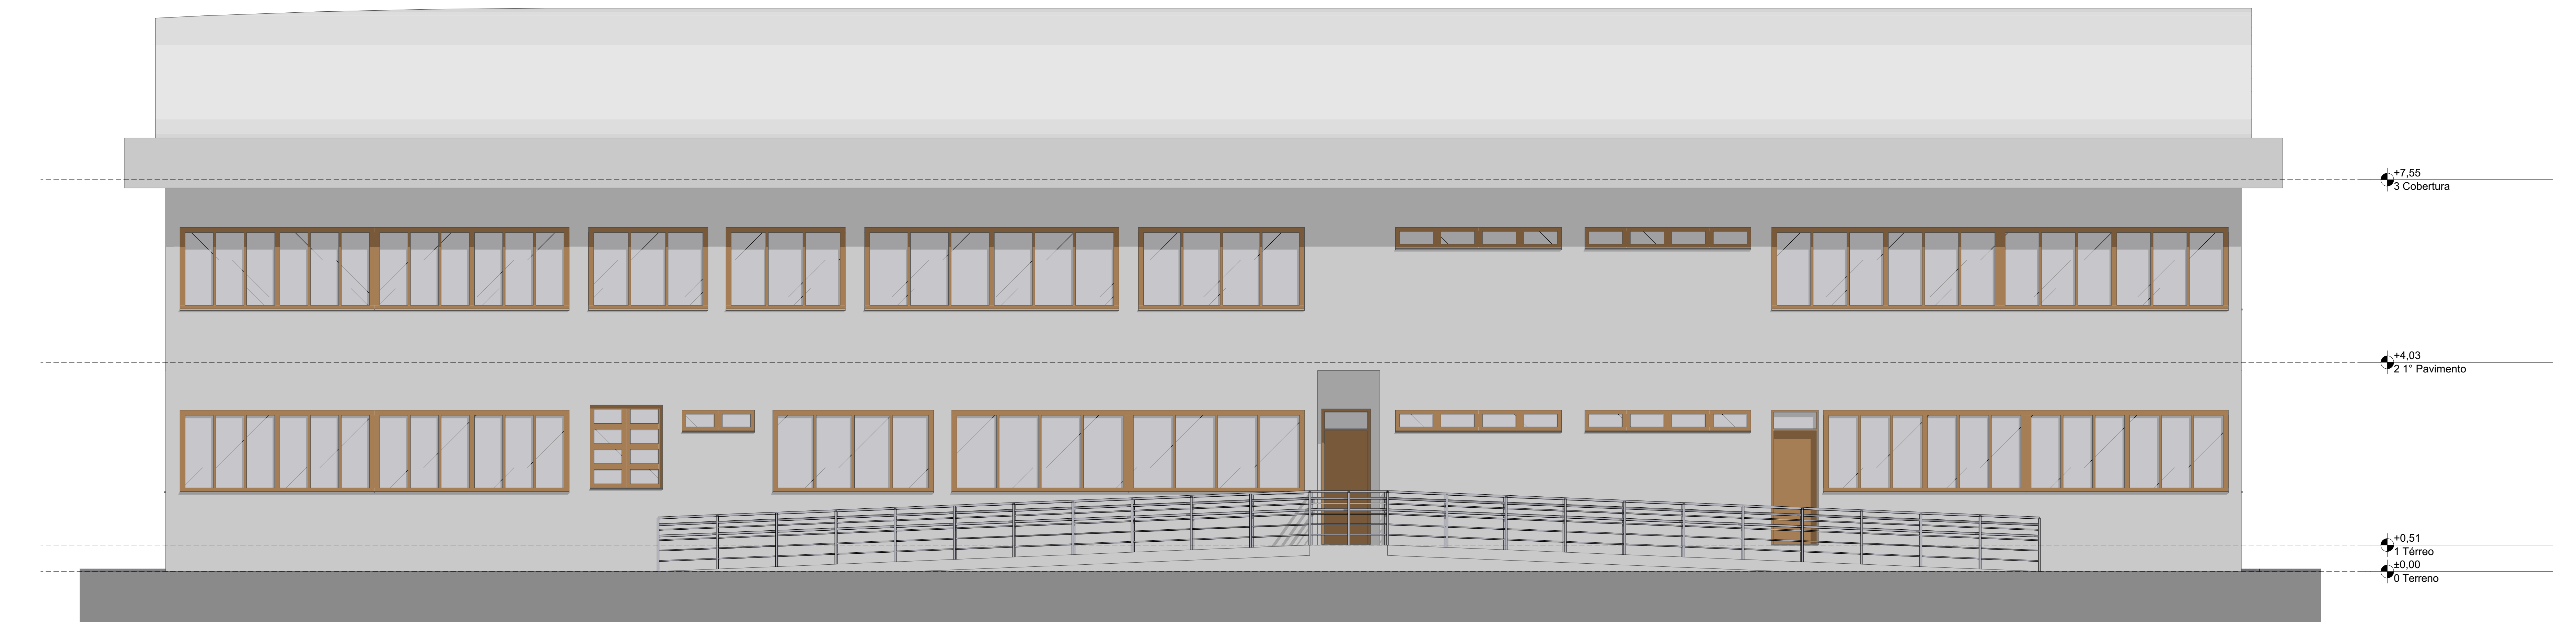 +7,55
3 Cobertura
+4,03
2 1° Pavimento
+0,51
1 Térreo
±0,00
0 Terreno